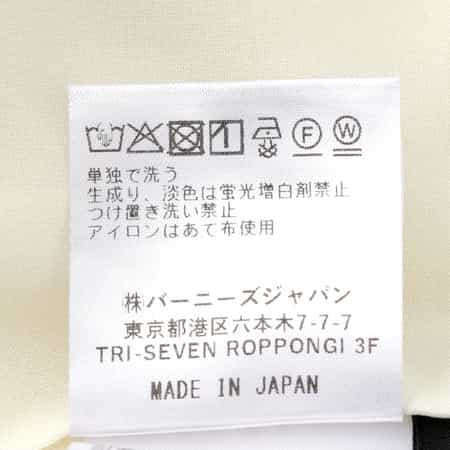 F W
単独で洗う
生成り、淡色は蛍光増白剤禁止
つけ置き洗い禁止
アイロンはあて布使用
㈱バーニーズジャパン
東京都港区六本木7-7-7
TRI-SEVEN ROPPONGI 3F
MADE IN JAPAN